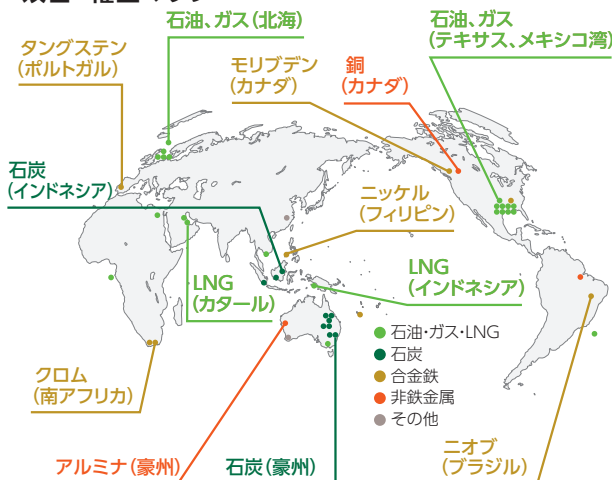 石油、ガス(北海)
石油、ガス
(テキサス、メキシコ湾)
タングステン
(ポルトガル)
モリブデン
(カナダ)
銅
(カナダ)
石炭
(インドネシア)
ニッケル
(フィリピン)
LNG
(カタール)
LNG
(インドネシア)
石油・ガス・LNG
石炭
合金鉄
非鉄金属
その他
クロム
(南アフリカ)
アルミナ(豪州)
石炭(豪州)
ニオブ
(ブラジル)